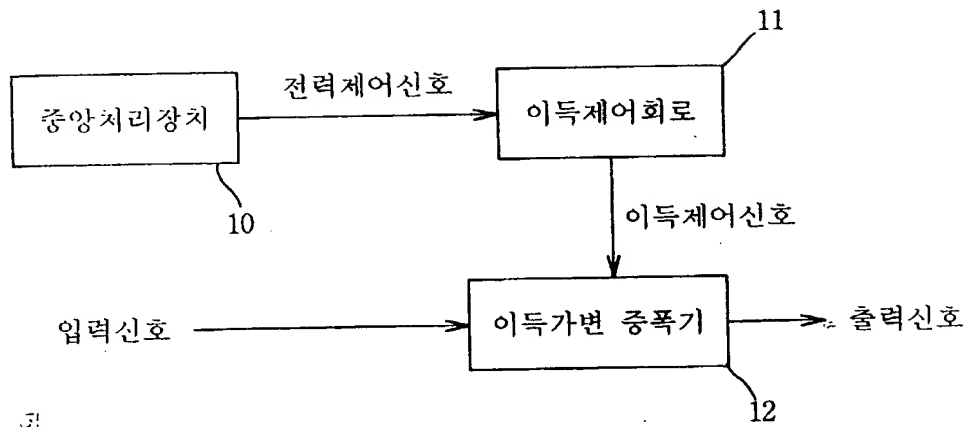 11
전력제어신호
중앙처리장치
이득제어회로
10
이득제어신호
입력신호
이득가변 증폭기
출력신호
12